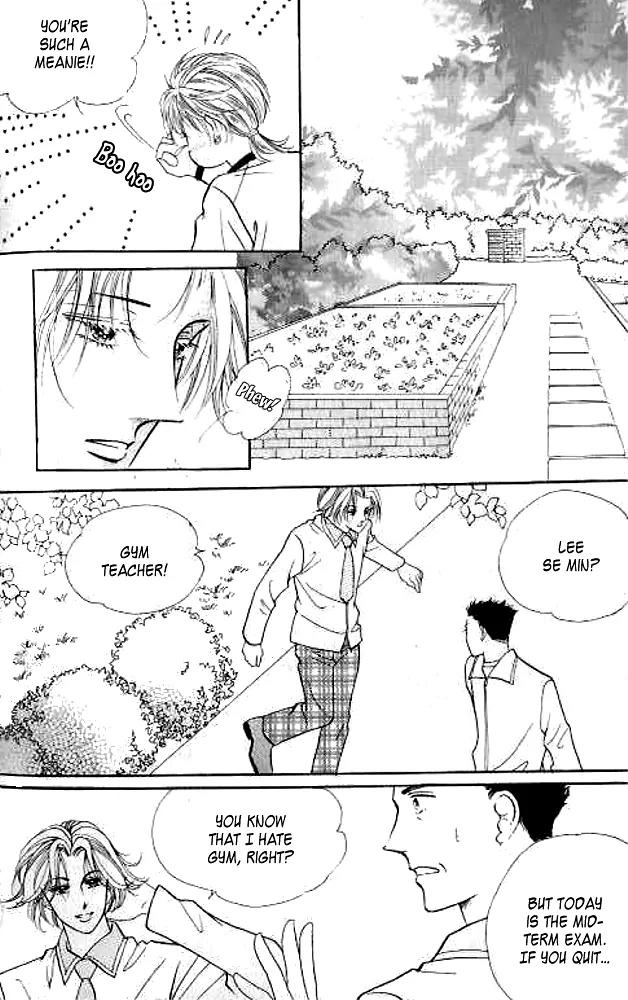 YOU'RE
SUCH A
MEANIE!!
Boo hoo
Phew!
GYM
TEACHER!
LEE
SE MIN?
YOU KNOW
THAT I HATE
GYM, RIGHT?
BUT TODAY
IS THE MID-
TERM EXAM.
IF YOU QUIT...